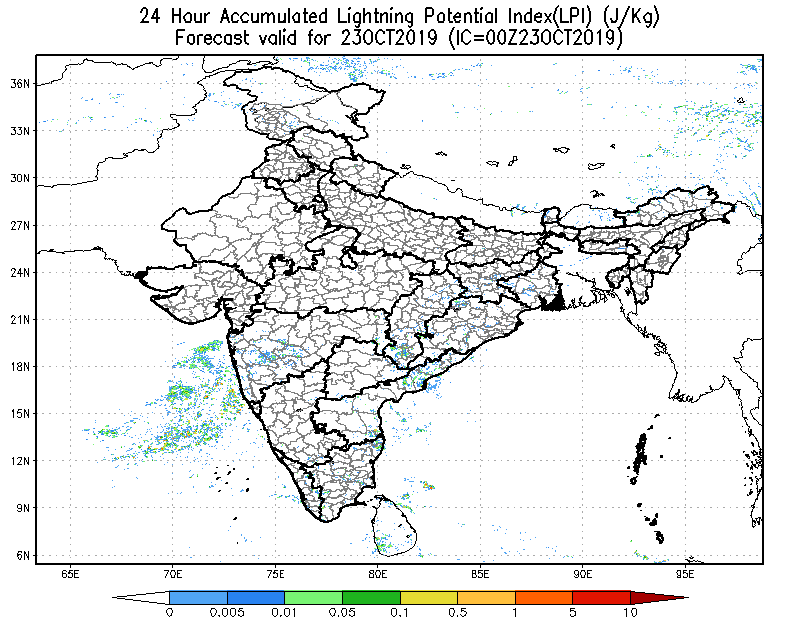 24 Hour Accumulated Lightning Potential Index(LPI) (J/Kg)
Forecast valid for 23OCT2019 (IC=00Z23OCT2019)
36N
33N
30N
27N
24N
21N
18N
15N
12N
9N
6N
65E 70E 75E 80E 85E 90E 95E
0 0.005 0.01 0.05 0.1 0.5 1 5 10